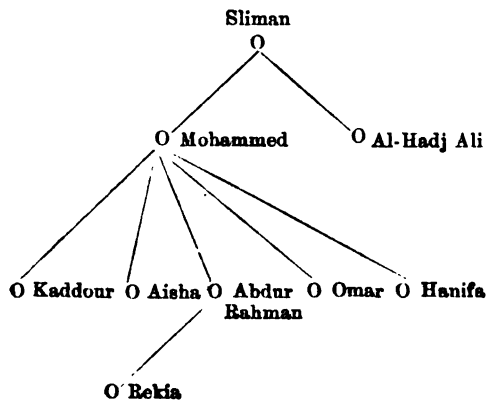 Sliman
O
O Mohammed O Al-Hadj Ali
O Kaddour O Aisha O Abdur O Omar O Hanifa
Rahman
O Rekia